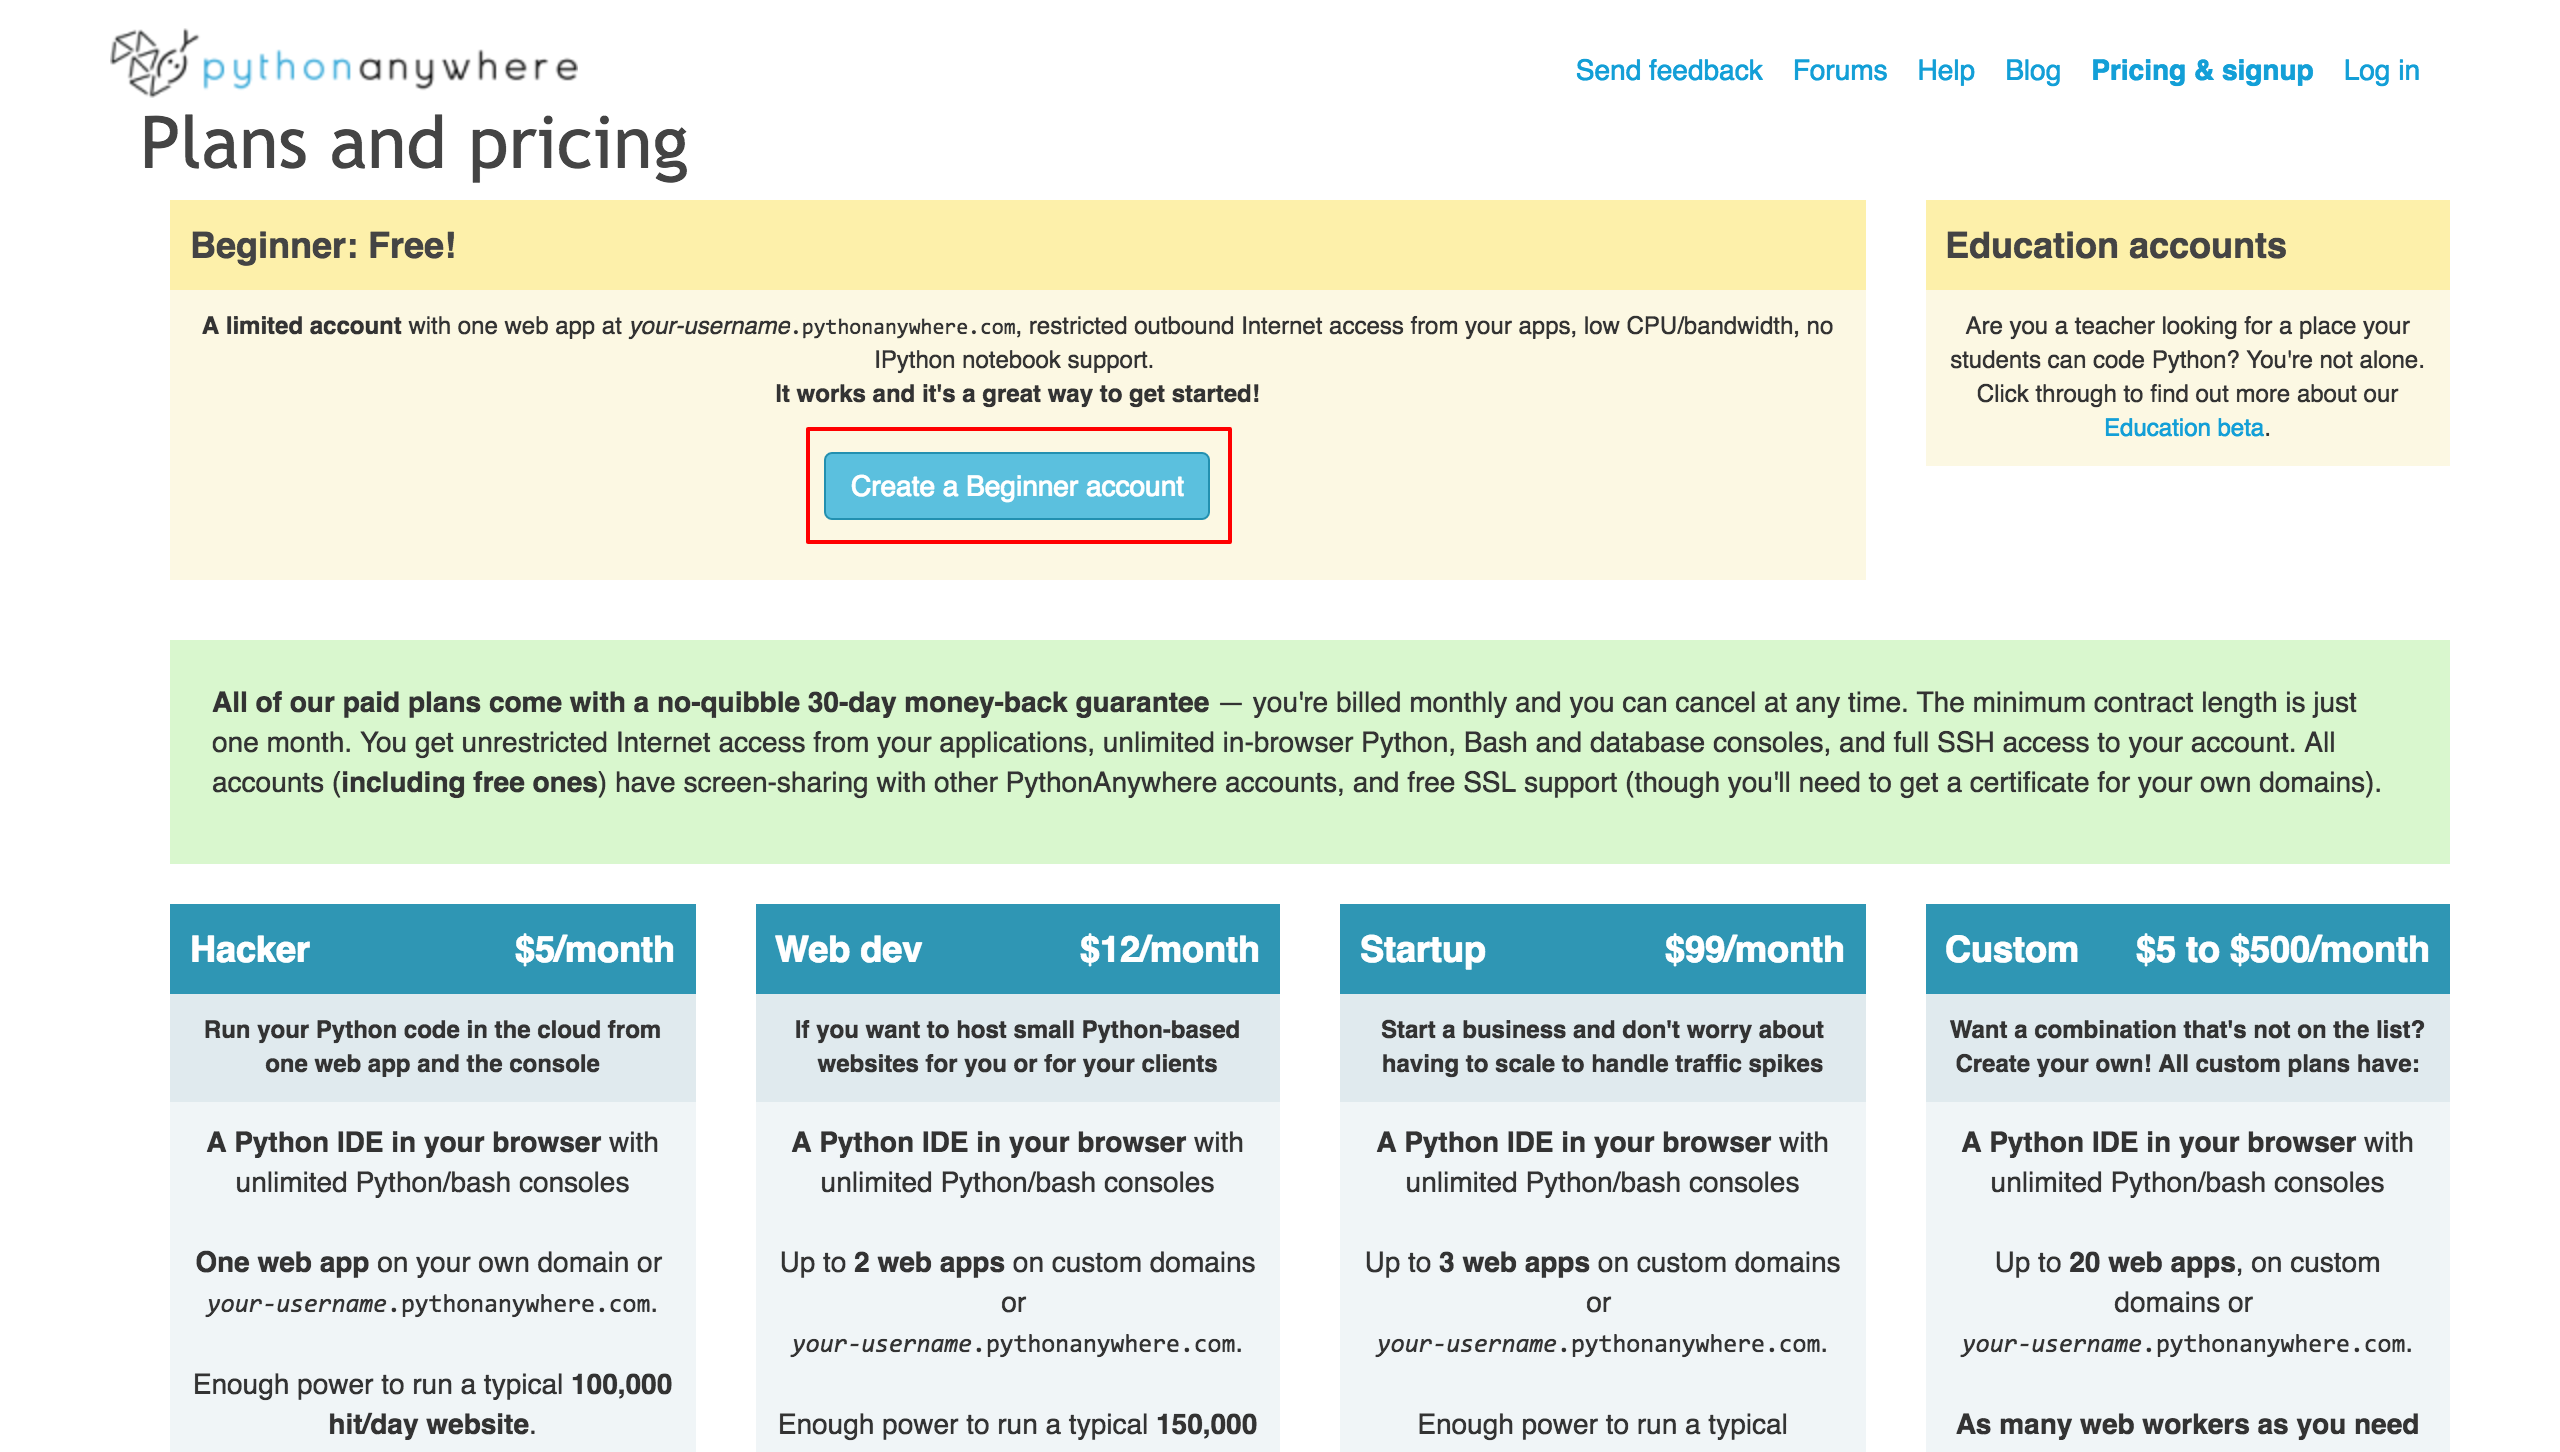 pythonanywhere
Send feedback Forums Help Blog Pricing & signup Log in
Plans and pricing
Beginner: Free!
A limited account with one web app at your-username.pythonanywhere.com, restricted outbound Internet access from your apps, low CPU/bandwidth, no
IPython notebook support.
It works and it's a great way to get started!
Create a Beginner account
Education accounts
Are you a teacher looking for a place your
students can code Python? You're not alone.
Click through to find out more about our
Education beta.
All of our paid plans come with a no-quibble 30-day money-back guarantee — you're billed monthly and you can cancel at any time. The minimum contract length is just
one month. You get unrestricted Internet access from your applications, unlimited in-browser Python, Bash and database consoles, and full SSH access to your account. All
accounts (including free ones) have screen-sharing with other PythonAnywhere accounts, and free SSL support (though you'll need to get a certificate for your own domains).
Hacker $5/month
Run your Python code in the cloud from
one web app and the console
A Python IDE in your browser with
unlimited Python/bash consoles
One web app on your own domain or
your-username.pythonanywhere.com.
Enough power to run a typical 100,000
hit/day website.
Web dev $12/month
If you want to host small Python-based
websites for you or for your clients
A Python IDE in your browser with
unlimited Python/bash consoles
Up to 2 web apps on custom domains
or
your-username.pythonanywhere.com.
Enough power to run a typical 150,000
Startup $99/month
Start a business and don't worry about
having to scale to handle traffic spikes
A Python IDE in your browser with
unlimited Python/bash consoles
Up to 3 web apps on custom domains
or
your-username.pythonanywhere.com.
Enough power to run a typical
Custom $5 to $500/month
Want a combination that's not on the list?
Create your own! All custom plans have:
A Python IDE in your browser with
unlimited Python/bash consoles
Up to 20 web apps, on custom
domains or
your-username.pythonanywhere.com.
As many web workers as you need